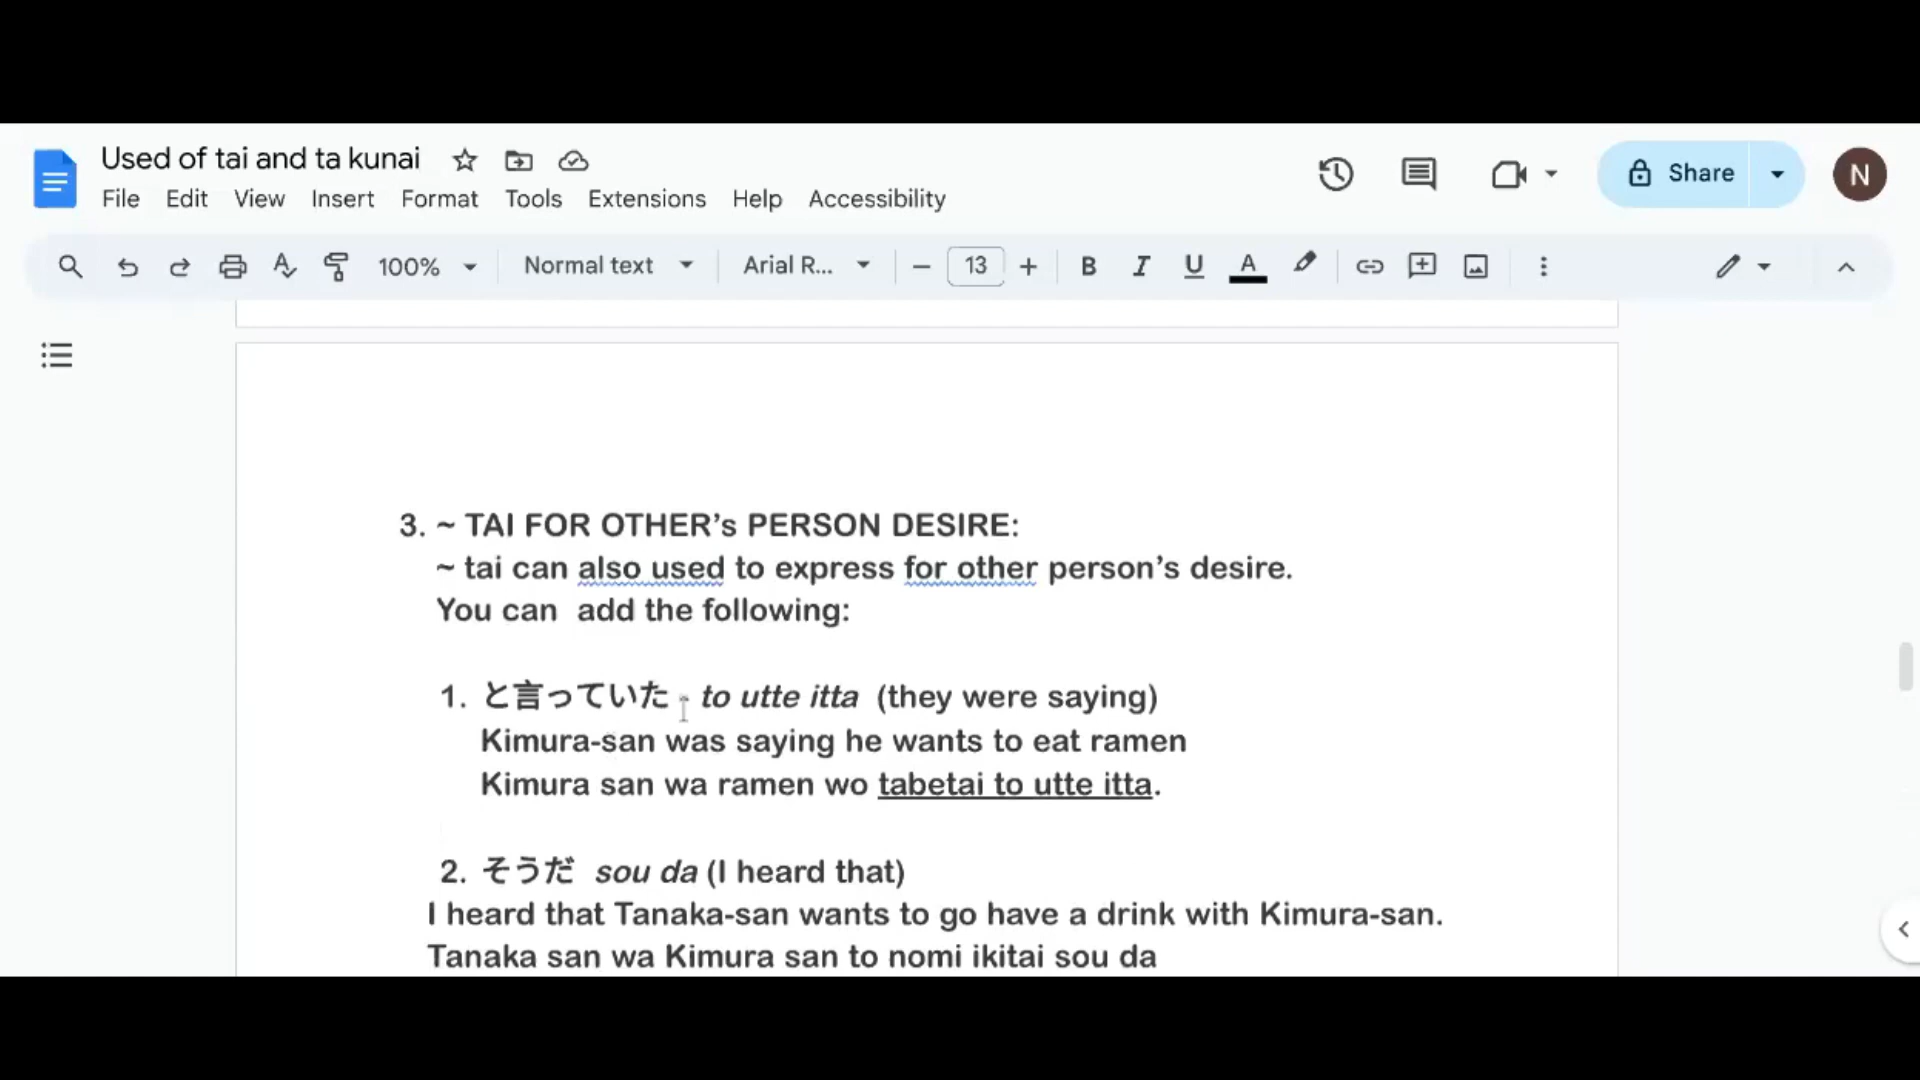 Used of tai and ta kunai
File Edit View Insert Format Tools Extensions Help Accessibility
Share
N
100% Normal text Arial R... 13 B I U A
3. ~ TAI FOR OTHER’s PERSON DESIRE:
~ tai can also used to express for other person’s desire.
You can add the following:
1. と言っていた - to utte itta (they were saying)
Kimura-san was saying he wants to eat ramen
Kimura san wa ramen wo tabetai to utte itta.
2. そうだ sou da (I heard that)
I heard that Tanaka-san wants to go have a drink with Kimura-san.
Tanaka san wa Kimura san to nomi ikitai sou da